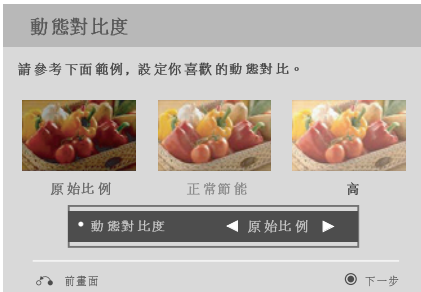 動態對比度
請參考下面範例，設定你喜歡的動態對比。
原始比例 正常節能 高
• 動態對比度 ◀ 原始比例 ▶
前畫面 下一步